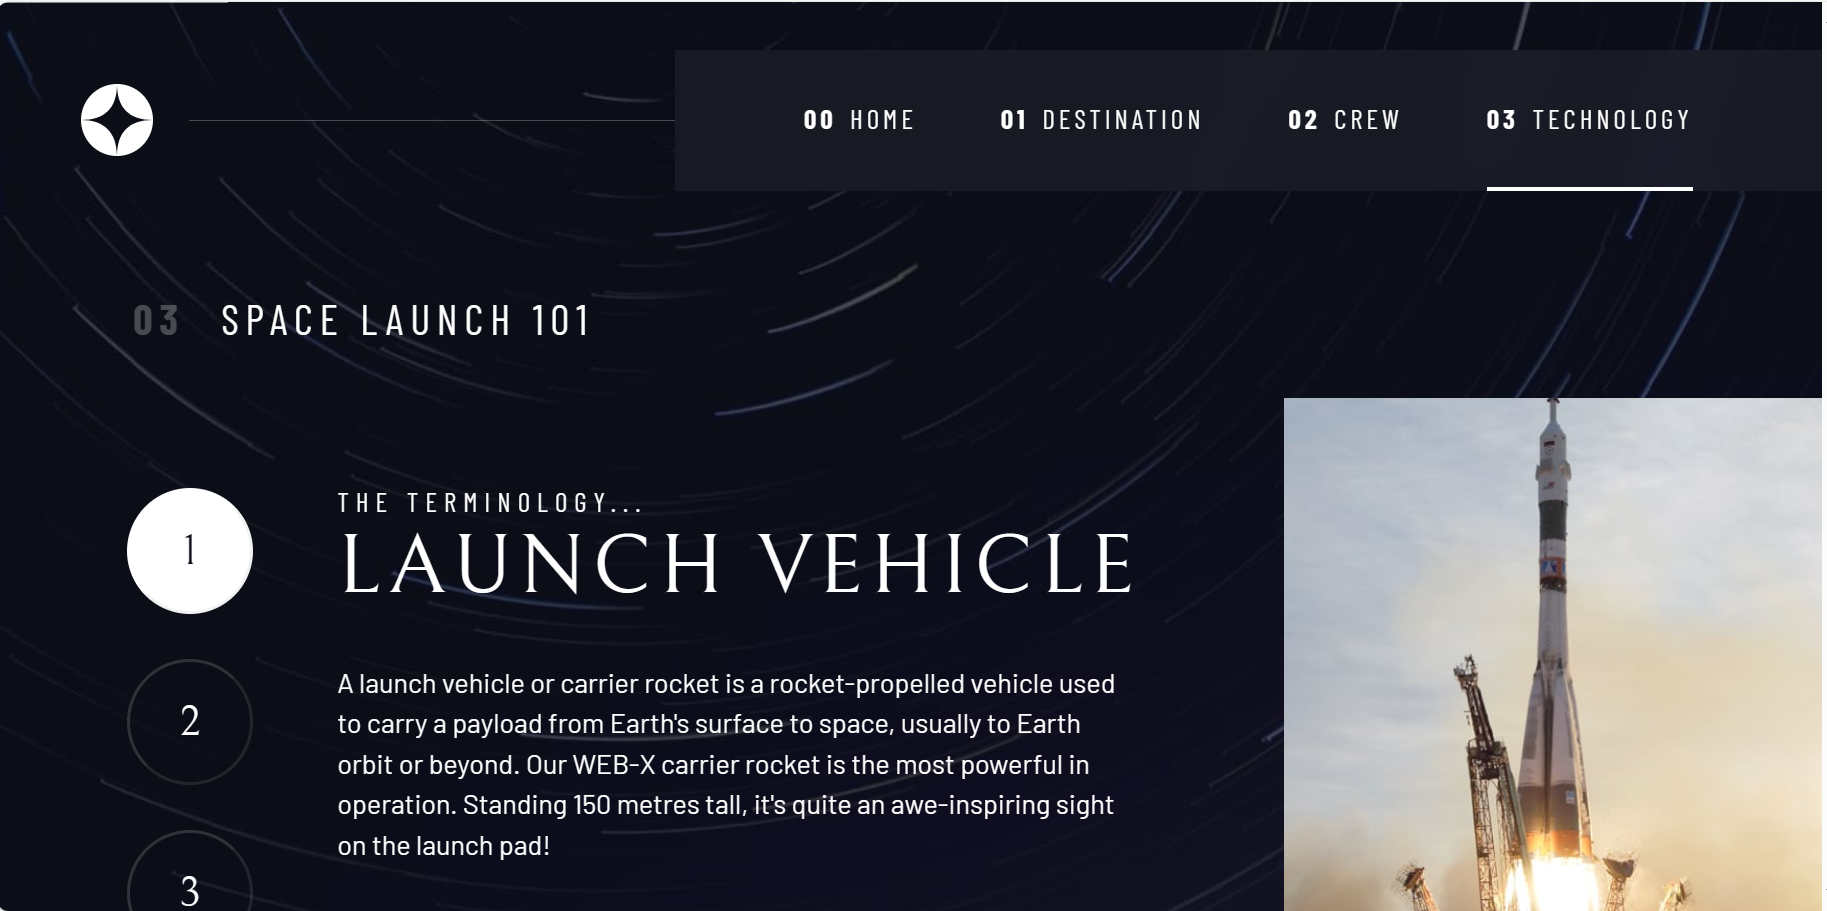 00 HOME 01 DESTINATION 02 CREW 03 TECHNOLOGY
03 SPACE LAUNCH 101
1
THE TERMINOLOGY...
LAUNCH VEHICLE
2
A launch vehicle or carrier rocket is a rocket-propelled vehicle used
to carry a payload from Earth's surface to space, usually to Earth
orbit or beyond. Our WEB-X carrier rocket is the most powerful in
operation. Standing 150 metres tall, it's quite an awe-inspiring sight
on the launch pad!
3